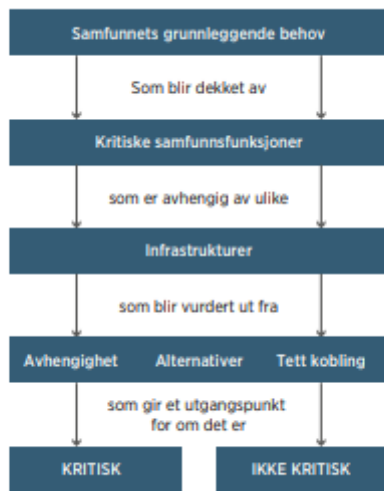 Samfunnets grunnleggende behov
Som blir dekket av
Kritiske samfunnsfunksjoner
som er avhengig av ulike
Infrastrukturer
som blir vurdert ut fra
Avhengighet Alternativer Tett kobling
som gir et utgangspunkt
for om det er
KRITISK IKKE KRITISK